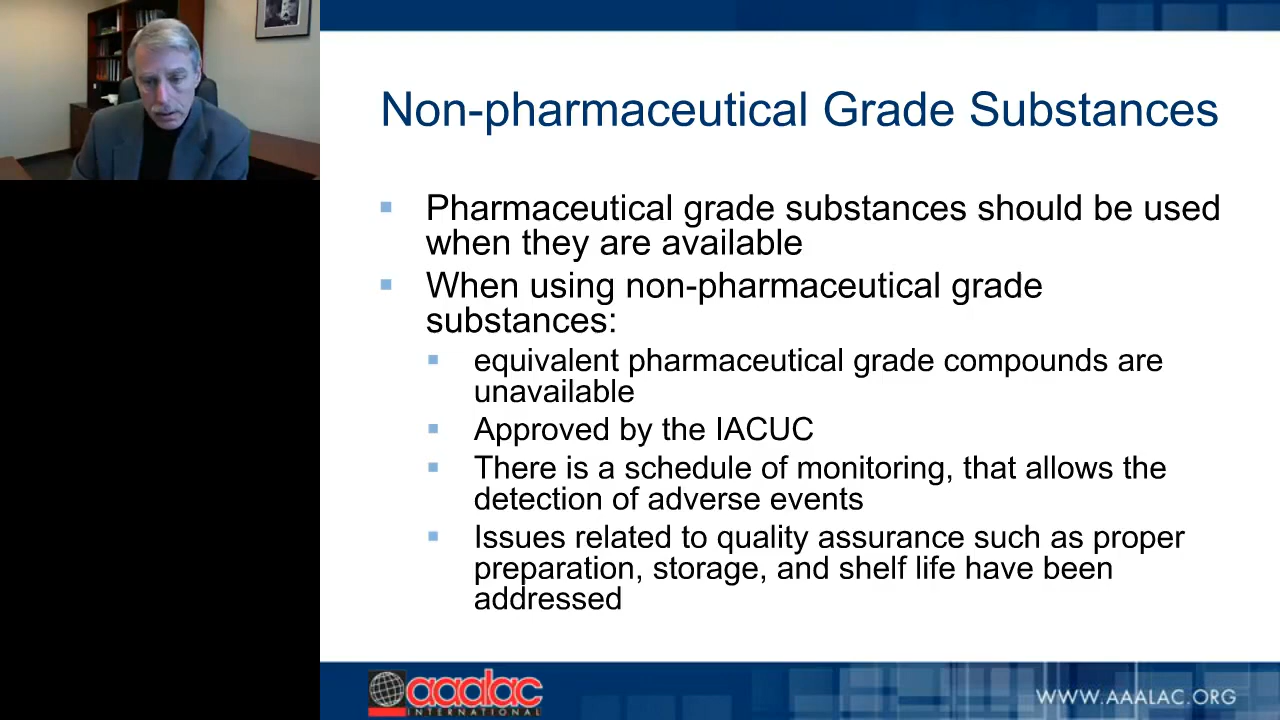 Non-pharmaceutical Grade Substances
Pharmaceutical grade substances should be used
when they are available
When using non-pharmaceutical grade
substances:
equivalent pharmaceutical grade compounds are
unavailable
Approved by the IACUC
There is a schedule of monitoring, that allows the
detection of adverse events
Issues related to quality assurance such as proper
preparation, storage, and shelf life have been
addressed
aaalac
INTERNATIONAL
WWW.AAALAC.ORG